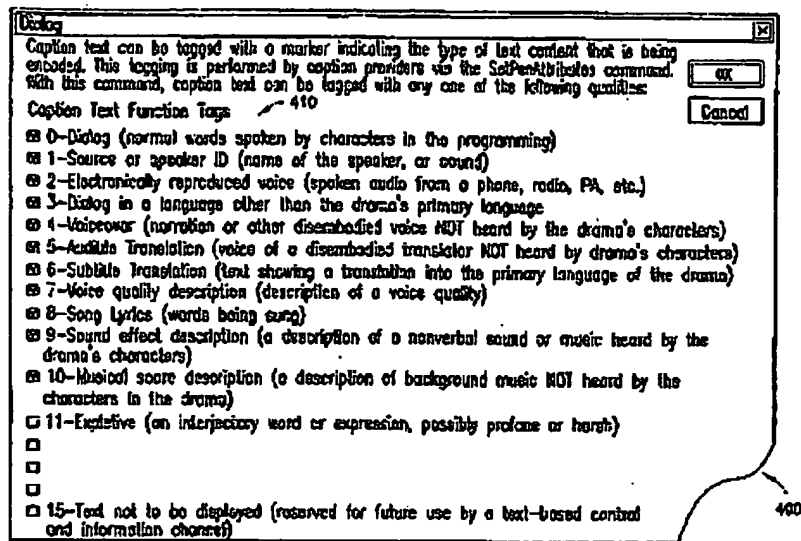 Dialog
Caption text can be tagged with a marker indicating the type of text content that is being
encoded. This tagging is performed by caption providers via the SetPenAttributes command.
With this command, caption text can be tagged with any one of the following qualities:
OK
Cancel
Caption Text Function Tags
410
0-Dialog (normal words spoken by characters in the programming)
1-Source or speaker ID (name of the speaker, or sound)
2-Electronically reproduced voice (spoken audio from a phone, radio, PA, etc.)
3-Dialog in a language other than the drama's primary language
4-Voiceover (narration or other disembodied voice NOT heard by the drama's characters)
5-Audible Translation (voice of a disembodied translator NOT heard by drama's characters)
6-Subtitle Translation (text showing a translation into the primary language of the drama)
7-Voice quality description (description of a voice quality)
8-Song Lyrics (words being sung)
9-Sound effect description (a description of a nonverbal sound or music heard by the
drama's characters)
10-Musical score description (a description of background music NOT heard by the
characters in the drama)
11-Expletive (an interjectory word or expression, possibly profane or harsh)
15-Text not to be displayed (reserved for future use by a text-based control
and information channel)
400